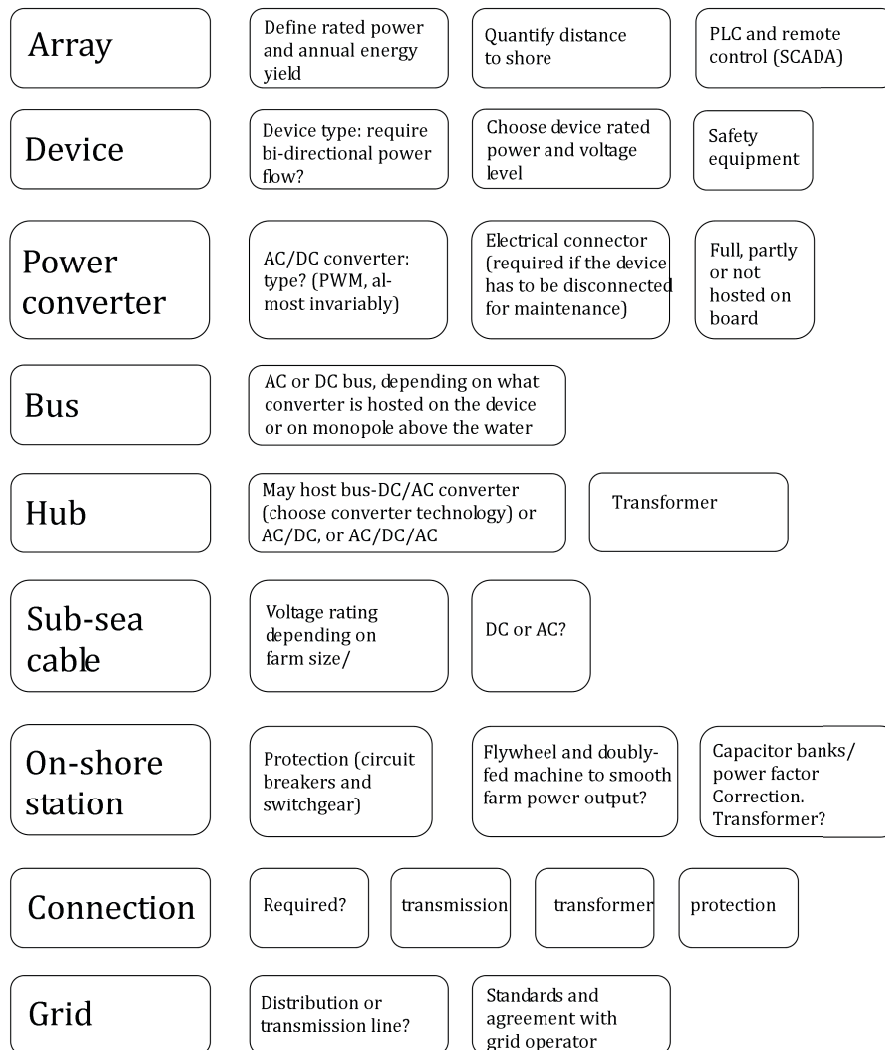 Array
Define rated power
and annual energy
yield
Quantify distance
to shore
PLC and remote
control (SCADA)
Device
Device type: require
bi-directional power
flow?
Choose device rated
power and voltage
level
Safety
equipment
Power
converter
AC/DC converter:
type? (PWM, al-
most invariably)
Electrical connector
(required if the device
has to be disconnected
for maintenance)
Full, partly
or not
hosted on
board
Bus
AC or DC bus, depending on what
converter is hosted on the device
or on monopole above the water
Hub
May host bus-DC/AC converter
(choose converter technology) or
AC/DC, or AC/DC/AC
Transformer
Sub-sea
cable
Voltage rating
depending on
farm size/
DC or AC?
On-shore
station
Protection (circuit
breakers and
switchgear)
Flywheel and doubly-
fed machine to smooth
farm power output?
Capacitor banks/
power factor
Correction.
Transformer?
Connection
Required?
transmission
transformer
protection
Grid
Distribution or
transmission line?
Standards and
agreement with
grid operator